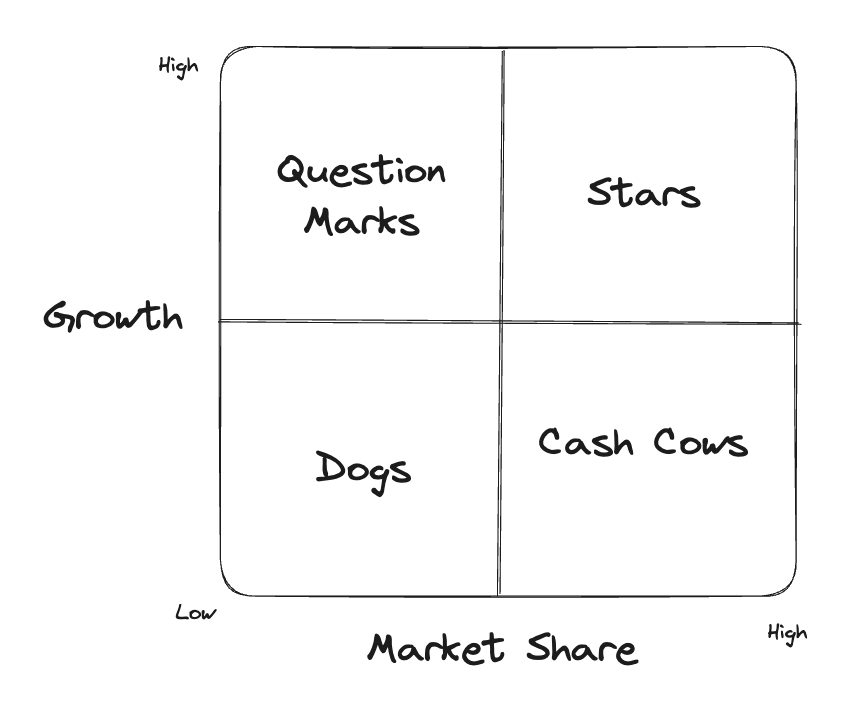 High
Question
Marks
Stars
Growth
Dogs
Cash Cows
Low
High
Market Share